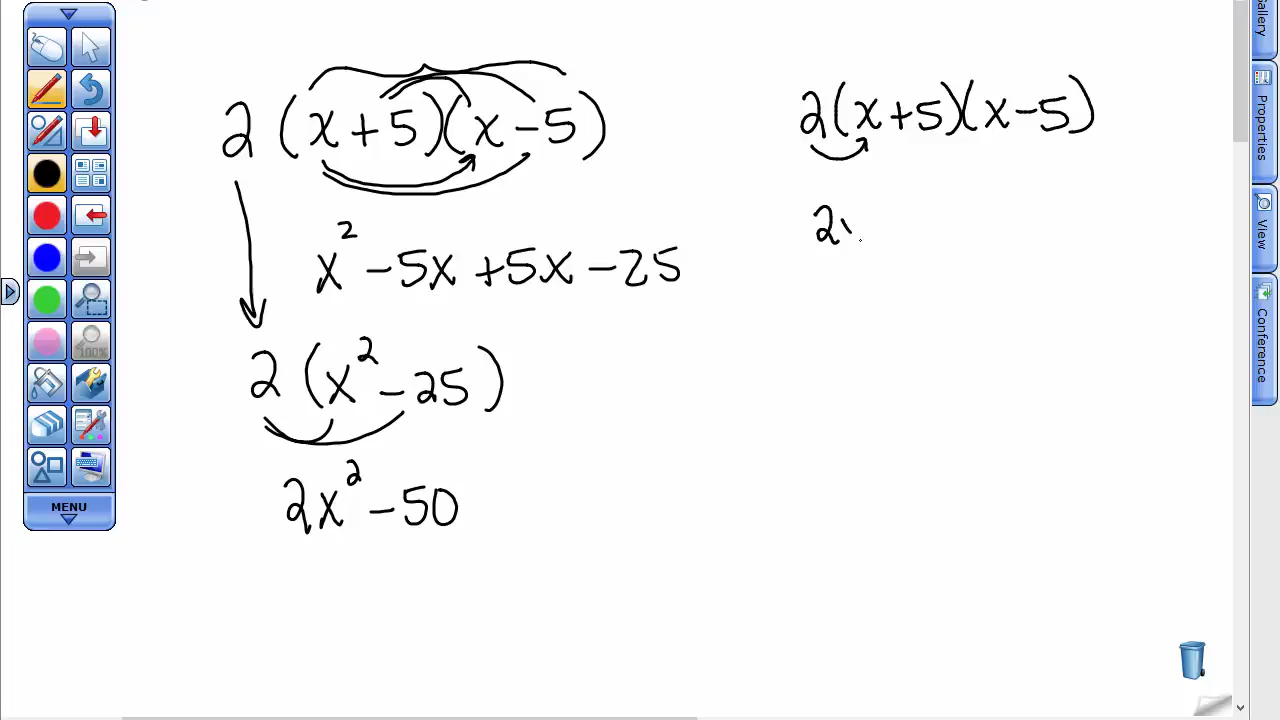 2(x+5)(x-5)
x² -5x +5x -25
2(x² -25)
2x² -50
2(x+5)(x-5)
2
MENU
100%
Gallery
Properties
View
Conference